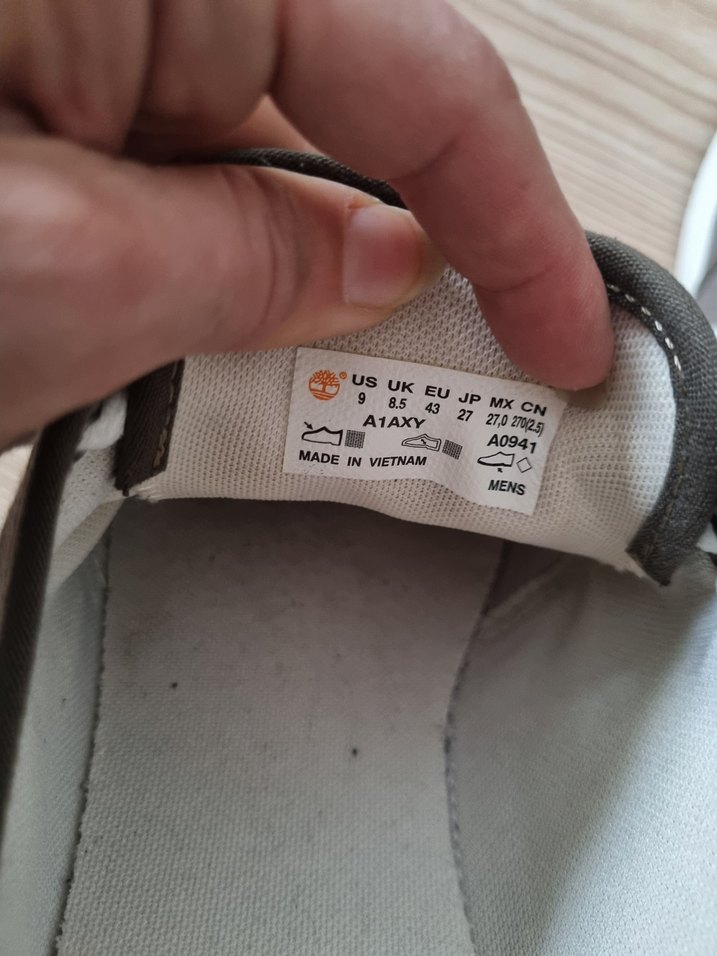 US UK EU JP MX CN
9 8.5 43 27 27,0 270(2.5)
A1AXY A0941
MADE IN VIETNAM
MENS